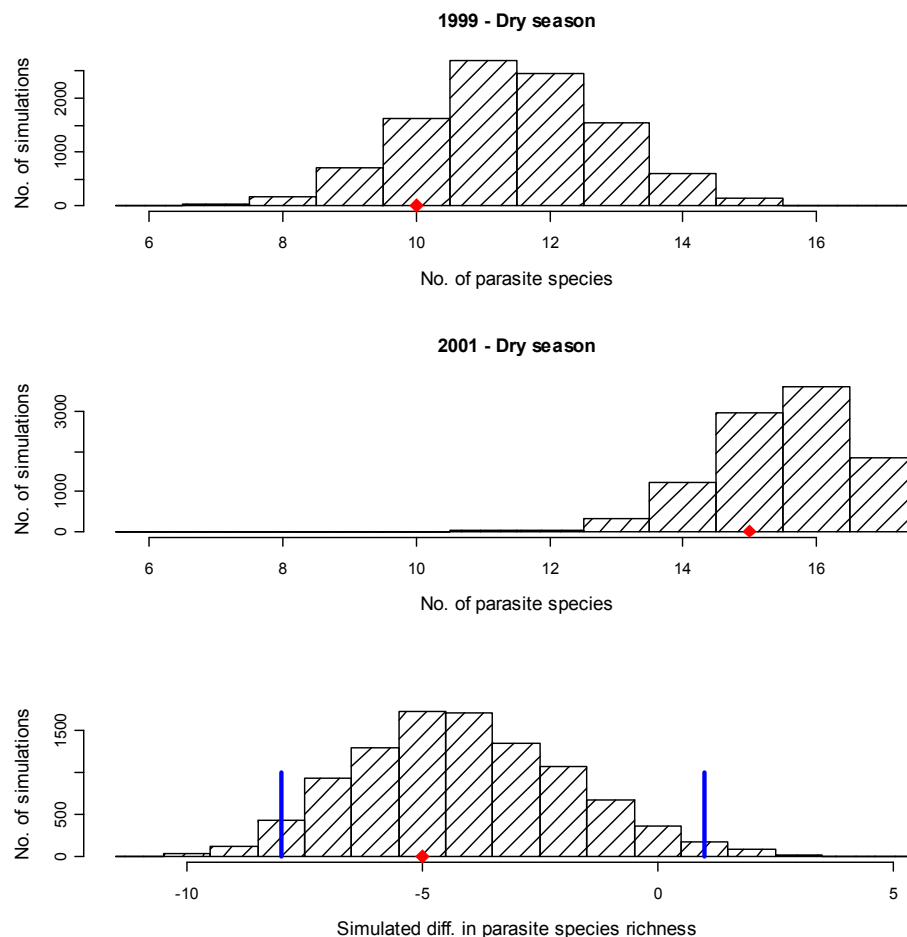 1999 - Dry season
No. of simulations
0
1000
2000
6 8 10 12 14 16
No. of parasite species
2001 - Dry season
No. of simulations
0
1000
3000
6 8 10 12 14 16
No. of parasite species
No. of simulations
0
500
1500
-10 -5 0 5
Simulated diff. in parasite species richness